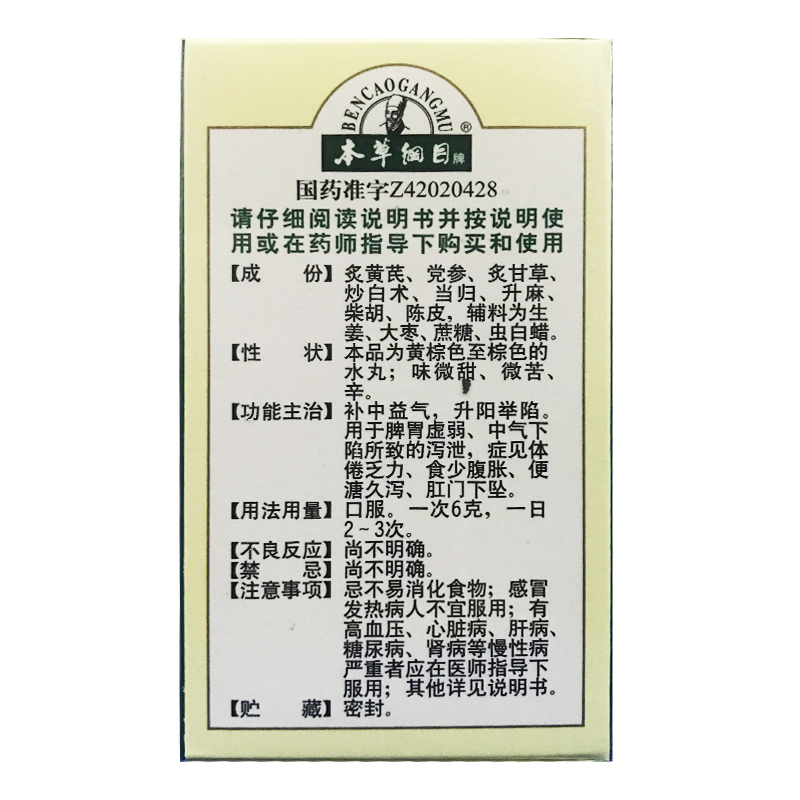 BENCAOGANGMU
®
本草纲目牌
国药准字Z42020428
请仔细阅读说明书并按说明使
用或在药师指导下购买和使用
【成 份】炙黄芪、党参、炙甘草、
炒白术、当归、升麻、
柴胡、陈皮，辅料为生
姜、大枣、蔗糖、虫白蜡。
【性 状】本品为黄棕色至棕色的
水丸；味微甜、微苦、
辛。
【功能主治】补中益气，升阳举陷。
用于脾胃虚弱、中气下
陷所致的泻泄，症见体
倦乏力、食少腹胀、便
溏久泻、肛门下坠。
【用法用量】口服。一次6克，一日
2～3次。
【不良反应】尚不明确。
【禁 忌】尚不明确。
【注意事项】忌不易消化食物；感冒
发热病人不宜服用；有
高血压、心脏病、肝病、
糖尿病、肾病等慢性病
严重者应在医师指导下
服用；其他详见说明书。
【贮 藏】密封。